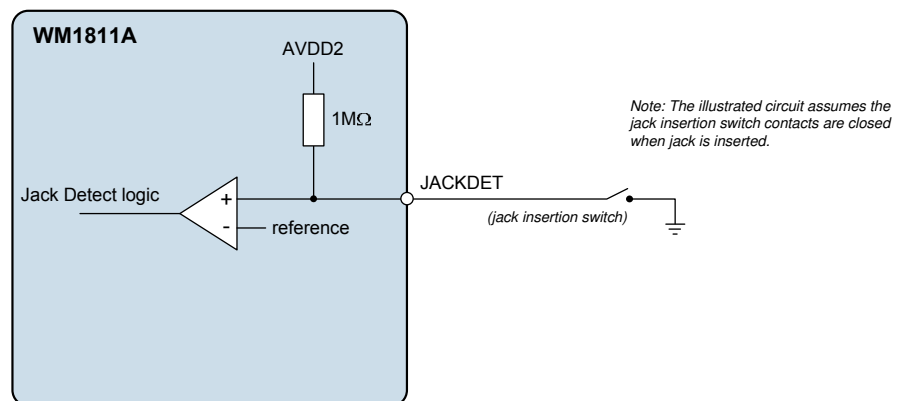 WM1811A
AVDD2
1MΩ
Note: The illustrated circuit assumes the
jack insertion switch contacts are closed
when jack is inserted.
JACKDET
Jack Detect logic
+
(jack insertion switch)
-
reference